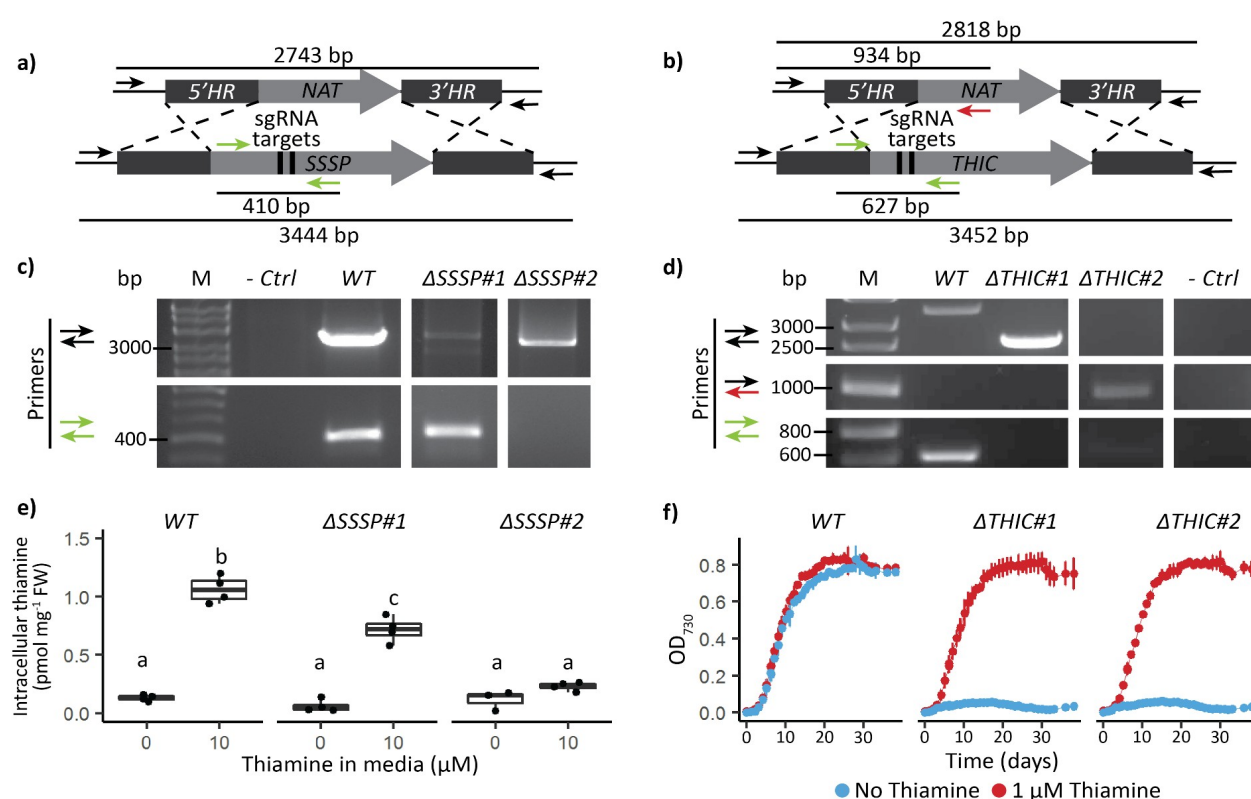 a)
2743 bp
5'HR NAT 3'HR
sgRNA
targets
SSSP
410 bp
3444 bp
b)
2818 bp
934 bp
5'HR NAT 3'HR
sgRNA
targets
THIC
627 bp
3452 bp
c)
bp M - Ctrl WT ΔSSSP#1 ΔSSSP#2
Primers
3000
400
d)
bp M WT ΔTHIC#1 ΔTHIC#2 - Ctrl
Primers
3000
2500
1000
800
600
e)
WT ΔSSSP#1 ΔSSSP#2
Intracellular thiamine
(pmol mg⁻¹ FW)
1.5
1.0
0.5
0.0
a b a c a a
0 10 0 10 0 10
Thiamine in media (µM)
f)
WT ΔTHIC#1 ΔTHIC#2
OD₇₃₀
0.8
0.6
0.4
0.2
0.0
0 10 20 30 0 10 20 30 0 10 20 30
Time (days)
No Thiamine 1 µM Thiamine